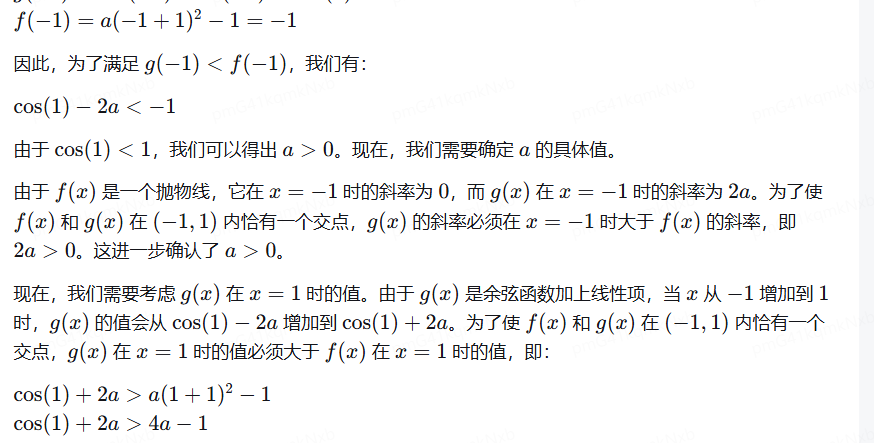 f(−1) = a(−1 + 1)² − 1 = −1
因此，为了满足 g(−1) < f(−1)，我们有：
cos(1) − 2a < −1
由于 cos(1) < 1，我们可以得出 a > 0。现在，我们需要确定 a 的具体值。
由于 f(x) 是一个抛物线，它在 x = −1 时的斜率为 0，而 g(x) 在 x = −1 时的斜率为 2a。为了使
f(x) 和 g(x) 在 (−1, 1) 内恰有一个交点，g(x) 的斜率必须在 x = −1 时大于 f(x) 的斜率，即
2a > 0。这进一步确认了 a > 0。
现在，我们需要考虑 g(x) 在 x = 1 时的值。由于 g(x) 是余弦函数加上线性项，当 x 从 −1 增加到 1
时，g(x) 的值会从 cos(1) − 2a 增加到 cos(1) + 2a。为了使 f(x) 和 g(x) 在 (−1, 1) 内恰有一个
交点，g(x) 在 x = 1 时的值必须大于 f(x) 在 x = 1 时的值，即：
cos(1) + 2a > a(1 + 1)² − 1
cos(1) + 2a > 4a − 1